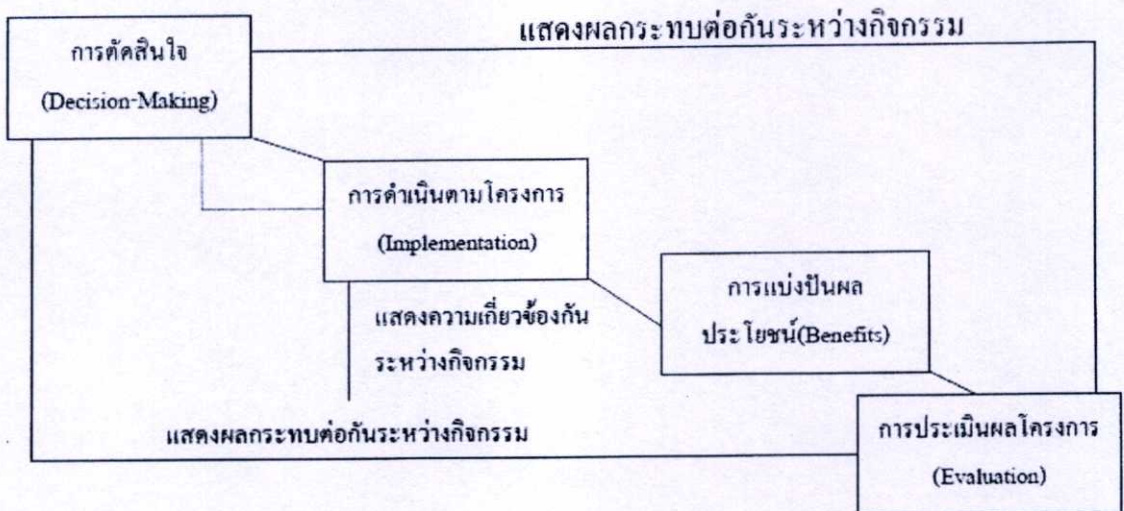 แสดงผลกระทบต่อกันระหว่างกิจกรรม
การตัดสินใจ
(Decision-Making)
การดำเนินตามโครงการ
(Implementation)
การแบ่งปันผล
ประโยชน์(Benefits)
แสดงความเกี่ยวข้องกัน
ระหว่างกิจกรรม
แสดงผลกระทบต่อกันระหว่างกิจกรรม
การประเมินผลโครงการ
(Evaluation)